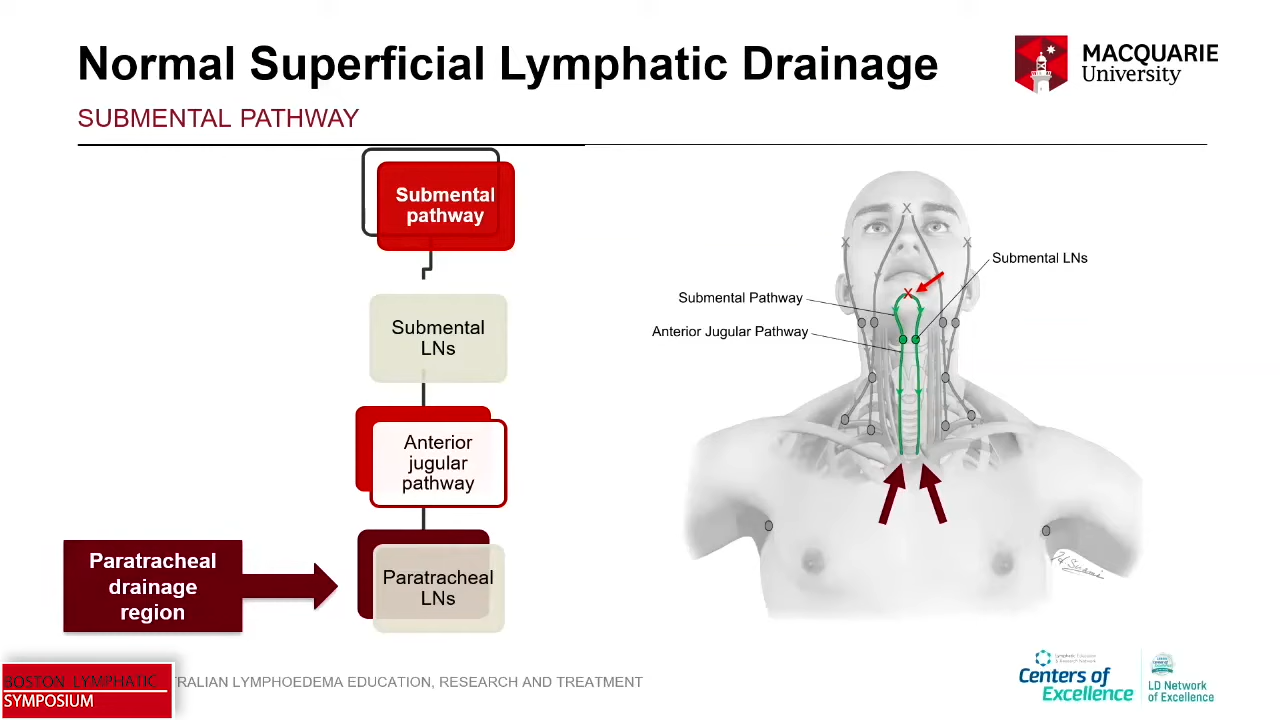 Normal Superficial Lymphatic Drainage
MACQUARIE
University
SUBMENTAL PATHWAY
Submental
pathway
Submental
LNs
Anterior
jugular
pathway
Paratracheal
LNs
Paratracheal
drainage
region
X
X
X
X
Submental LNs
Submental Pathway
Anterior Jugular Pathway
BOSTON LYMPHATIC
SYMPOSIUM
TRALIAN LYMPHOEDEMA EDUCATION, RESEARCH AND TREATMENT
Centers of
Excellence
LD Network
of Excellence